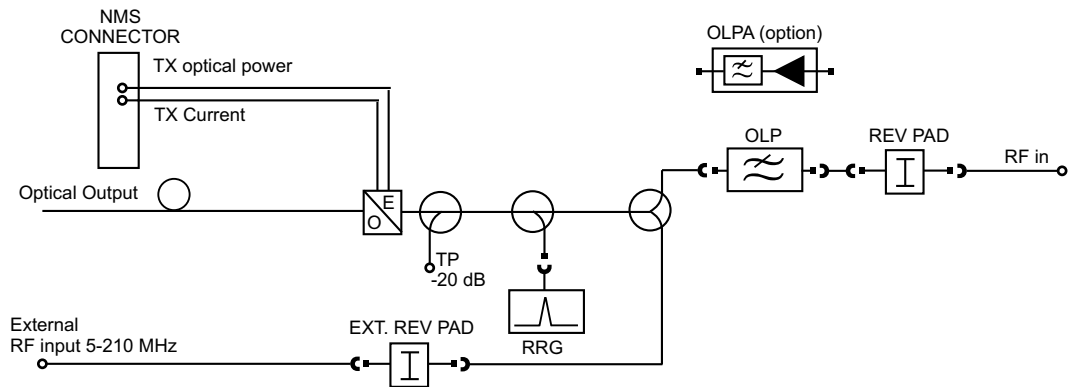 NMS
CONNECTOR
OLPA (option)
TX optical power
TX Current
OLP
REV PAD
RF in
Optical Output
E
O
TP
-20 dB
External
RF input 5-210 MHz
EXT. REV PAD
RRG